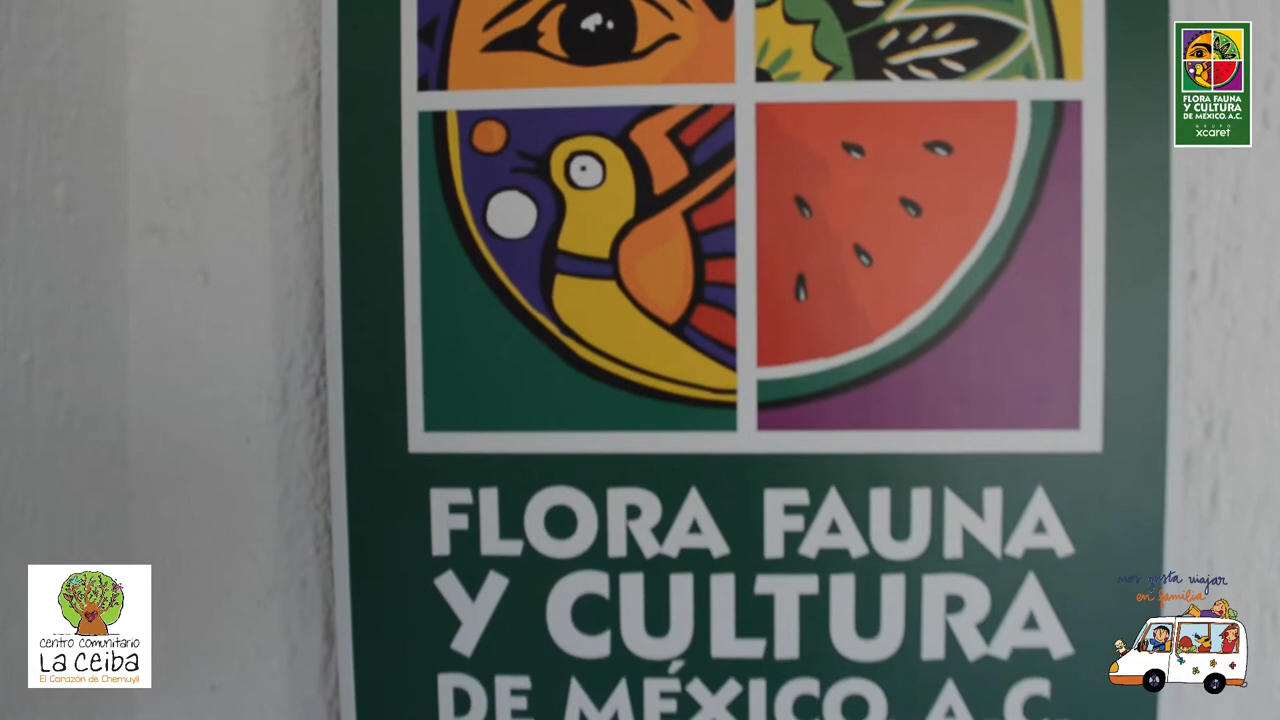 FLORA FAUNA
Y CULTURA
DE MÉXICO A.C.
FLORA FAUNA
Y CULTURA
DE MÉXICO, A.C.
GRUPO
xcaret
centro comunitario
La Ceiba
El Corazón de Chemuyil
nos gusta viajar
en familia